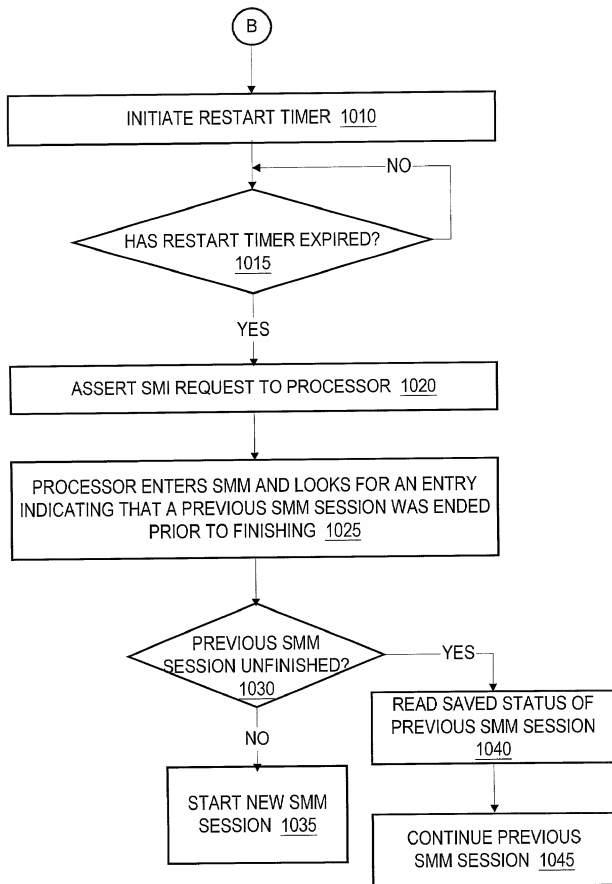 B
INITIATE RESTART TIMER 1010
NO
HAS RESTART TIMER EXPIRED?
1015
YES
ASSERT SMI REQUEST TO PROCESSOR 1020
PROCESSOR ENTERS SMM AND LOOKS FOR AN ENTRY
INDICATING THAT A PREVIOUS SMM SESSION WAS ENDED
PRIOR TO FINISHING 1025
PREVIOUS SMM
SESSION UNFINISHED?
1030
YES
NO
READ SAVED STATUS OF
PREVIOUS SMM SESSION
1040
START NEW SMM
SESSION 1035
CONTINUE PREVIOUS
SMM SESSION 1045